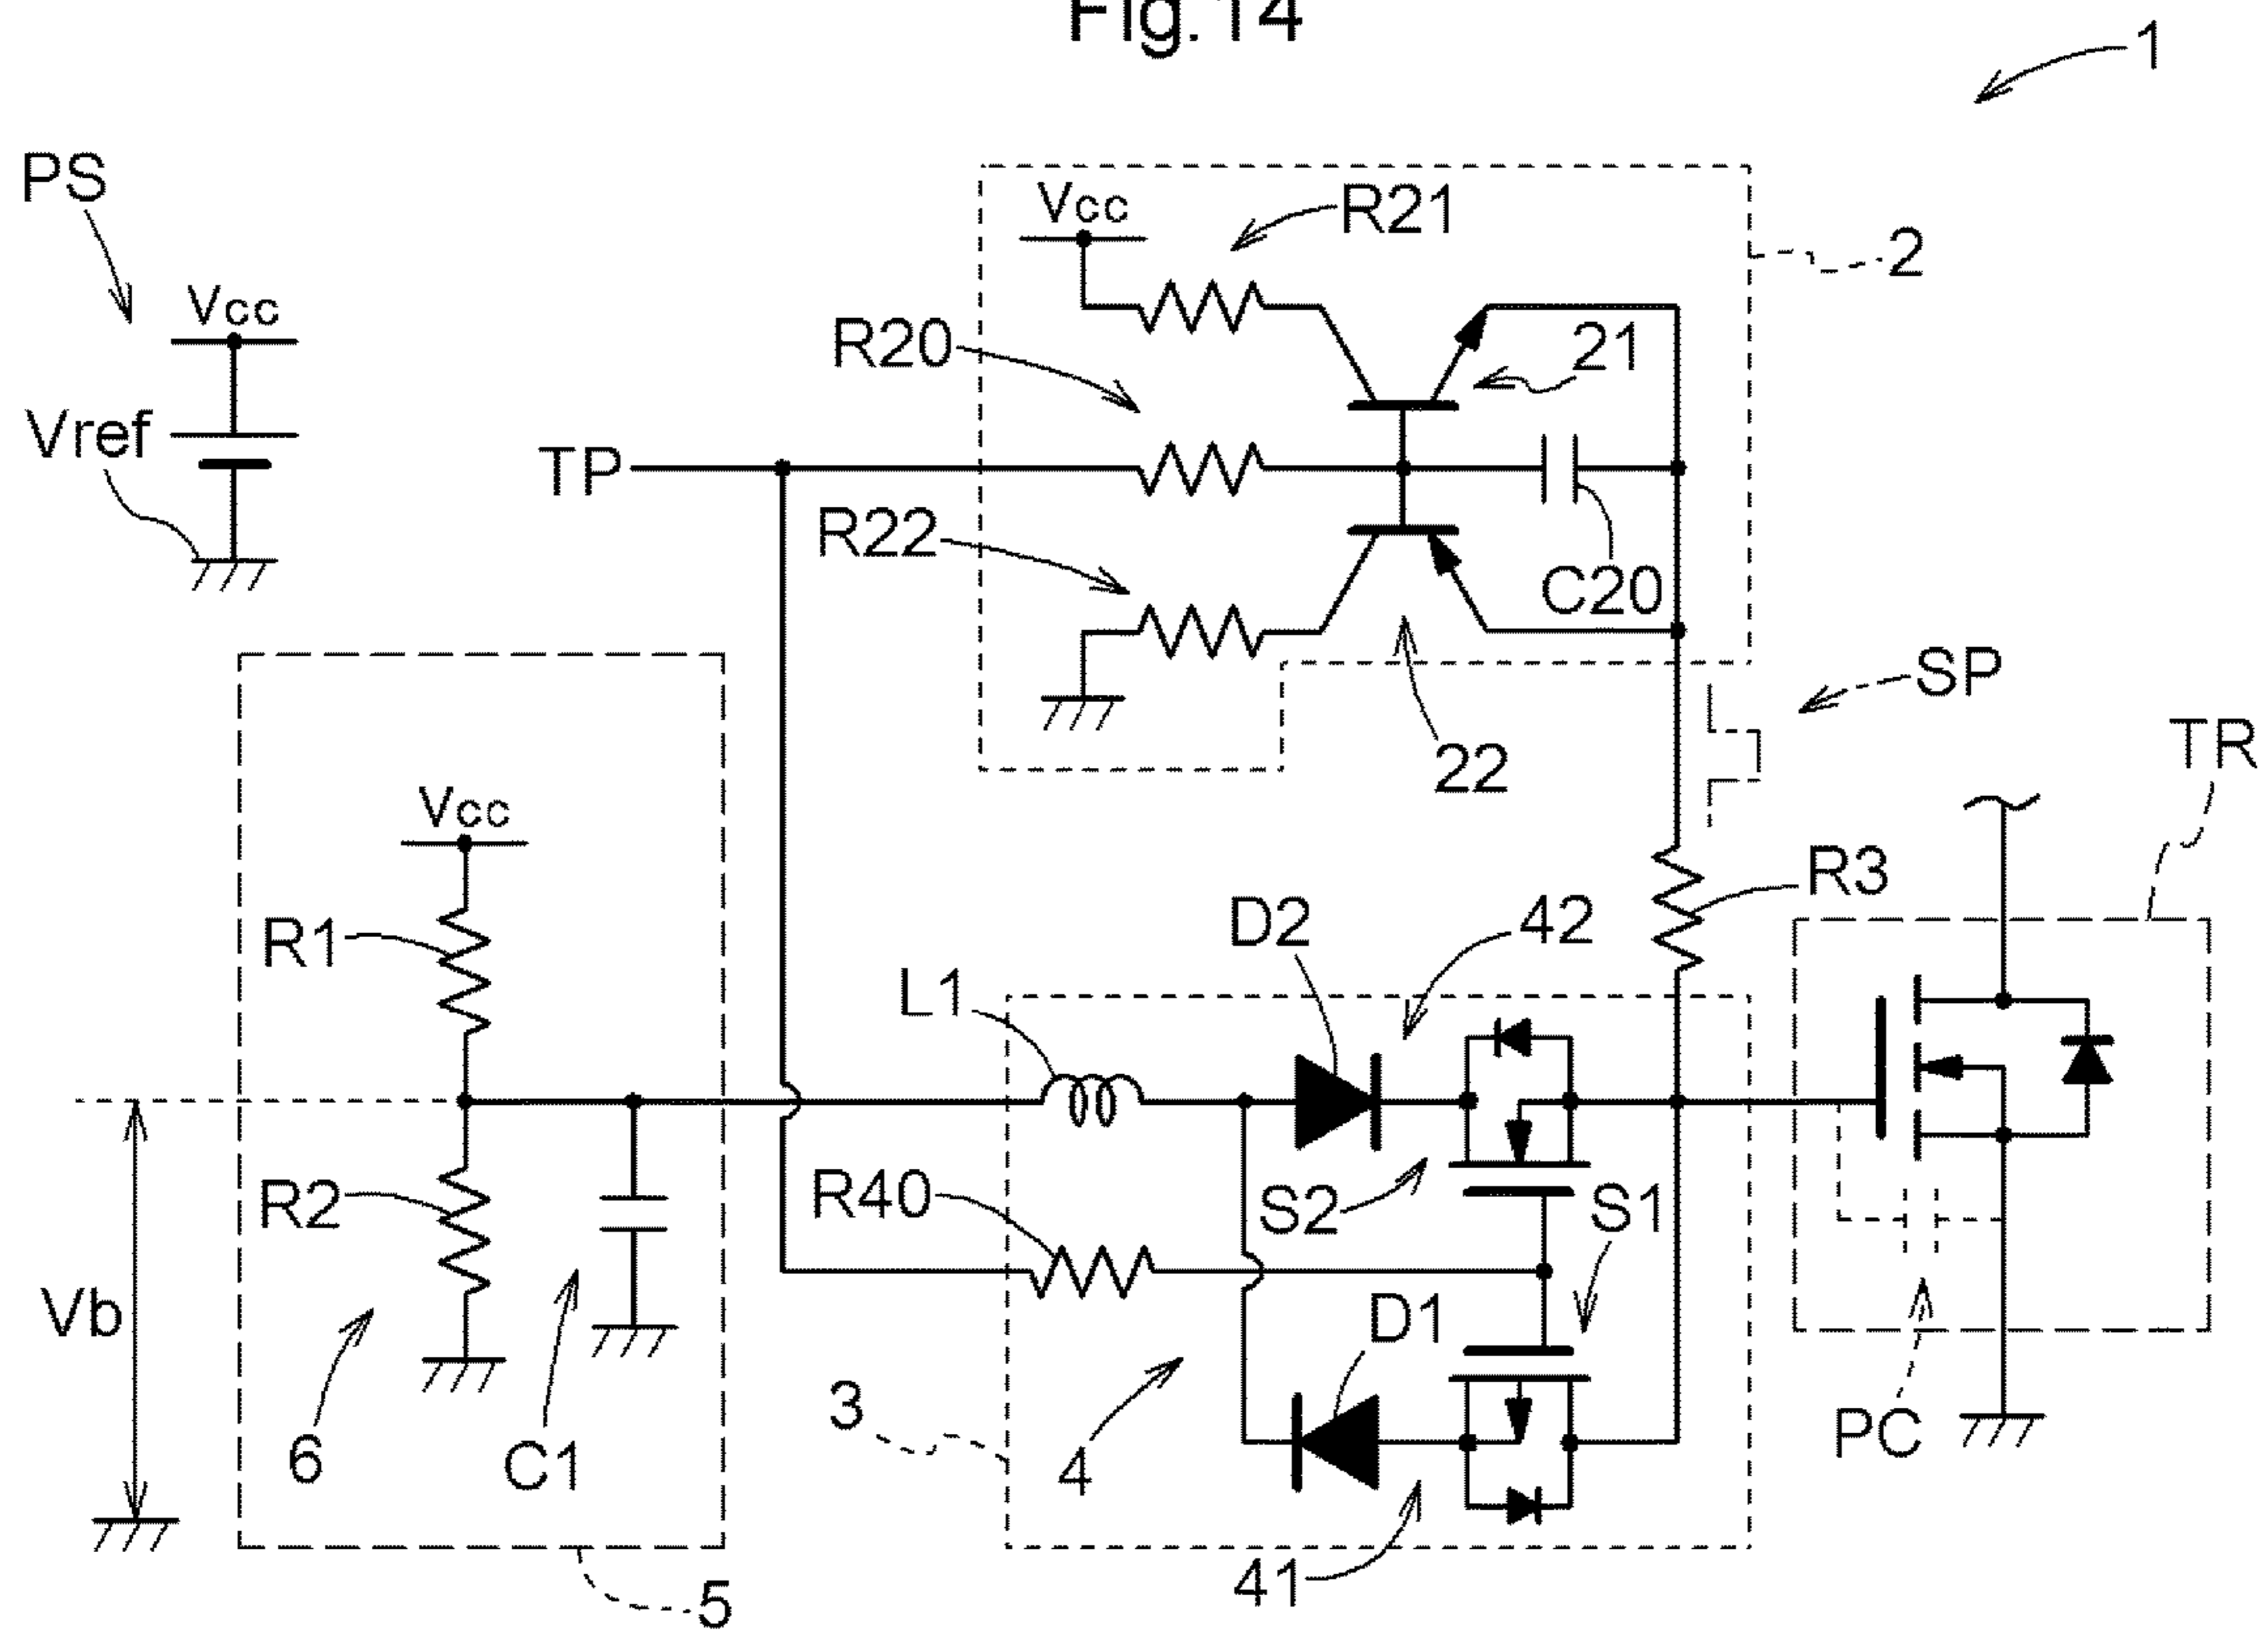 Fig.14
1
PS
Vcc
R21
2
Vcc
R20
21
Vref
TP
R22
C20
SP
22
TR
Vcc
R3
D2
42
R1
L1
R40
S2
S1
R2
Vb
D1
3
4
PC
6
C1
41
5